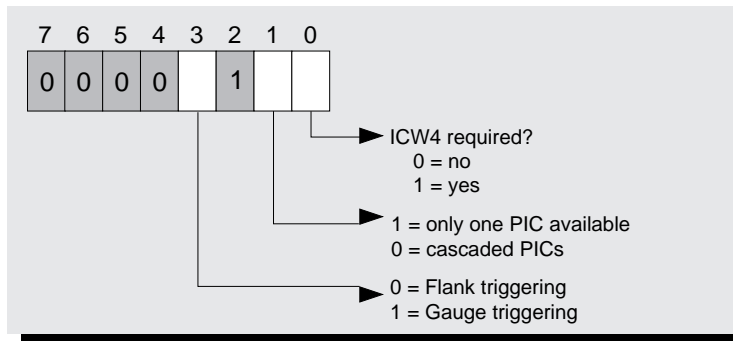 7 6 5 4 3 2 1 0
0 0 0 0 1
ICW4 required?
0 = no
1 = yes
1 = only one PIC available
0 = cascaded PICs
0 = Flank triggering
1 = Gauge triggering